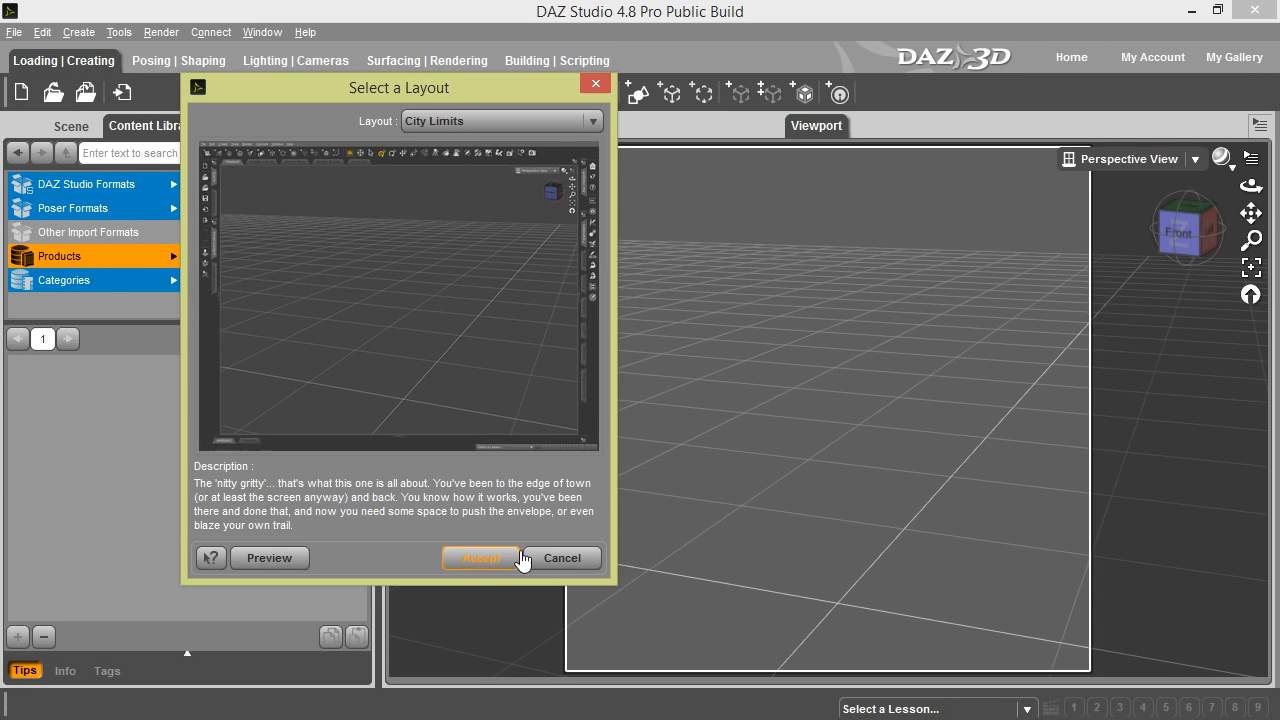 DAZ Studio 4.8 Pro Public Build
File Edit Create Tools Render Connect Window Help
Loading | Creating Posing | Shaping Lighting | Cameras Surfacing | Rendering Building | Scripting
DAZ 3D
Home My Account My Gallery
Select a Layout
Scene Content Libra
Viewport
Layout : City Limits
Enter text to search
Perspective View
DAZ Studio Formats
Poser Formats
Other Import Formats
Products
Categories
Front
1
Description :
The 'nitty gritty'... that's what this one is all about. You've been to the edge of town
(or at least the screen anyway) and back. You know how it works, you've been
there and done that, and now you need some space to push the envelope, or even
blaze your own trail.
Preview Accept Cancel
Tips Info Tags
Select a Lesson... 1 2 3 4 5 6 7 8 9